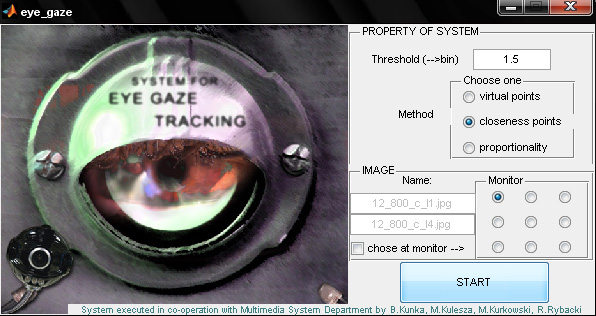 eye_gaze
SYSTEM FOR
EYE GAZE
TRACKING
PROPERTY OF SYSTEM
Threshold (-->bin)
1.5
Method
Choose one
virtual points
closeness points
proportionality
IMAGE
Name:
12_800_c_l1.jpg
12_800_c_l4.jpg
chose at monitor -->
Monitor
START
System executed in co-operation with Multimedia System Department by B.Kunka, M.Kulesza, M.Kurkowski, R.Rybacki